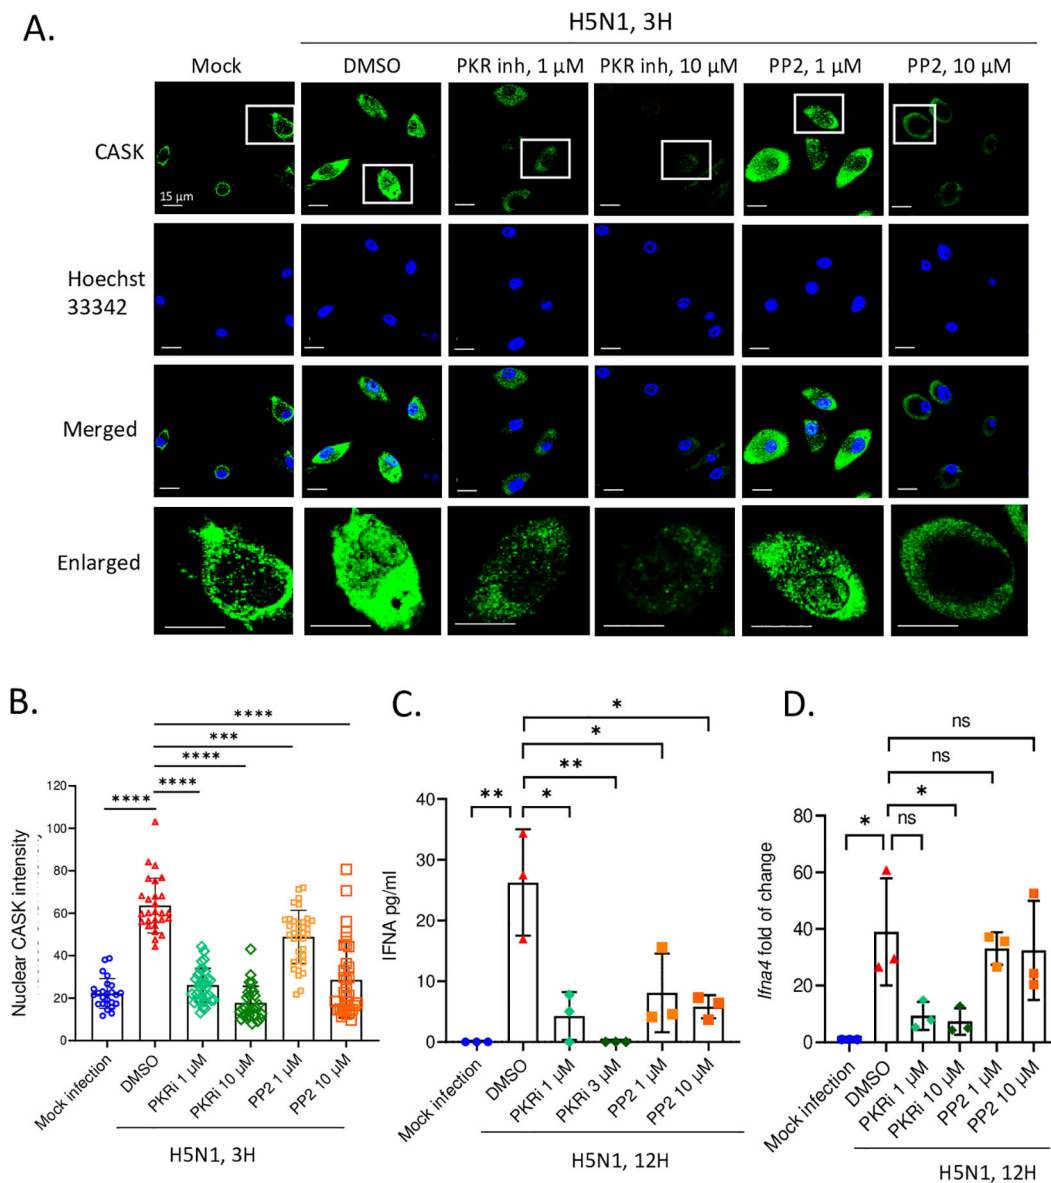 A.
H5N1, 3H
Mock DMSO PKR inh, 1 µM PKR inh, 10 µM PP2, 1 µM PP2, 10 µM
CASK
15 µm
Hoechst
33342
Merged
Enlarged
B.
****
***
****
****
****
Nuclear CASK intensity
120
100
80
60
40
20
0
Mock infection
DMSO
PKRi 1 µM
PKRi 10 µM
PP2 1 µM
PP2 10 µM
H5N1, 3H
C.
*
*
**
**
*
IFNA pg/ml
40
30
20
10
0
Mock infection
DMSO
PKRi 1 µM
PKRi 3 µM
PP2 1 µM
PP2 10 µM
H5N1, 12H
D.
ns
ns
*
*
ns
Ifna4 fold of change
80
60
40
20
0
Mock infection
DMSO
PKRi 1 µM
PKRi 10 µM
PP2 1 µM
PP2 10 µM
H5N1, 12H